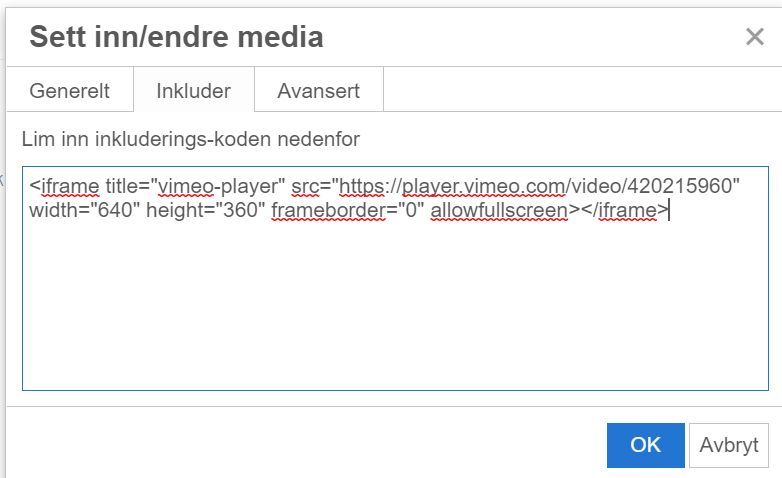 Sett inn/endre media
Generelt Inkluder Avansert
Lim inn inkluderings-koden nedenfor
<iframe title="vimeo-player" src="https://player.vimeo.com/video/420215960"
width="640" height="360" frameborder="0" allowfullscreen></iframe>
OK Avbryt